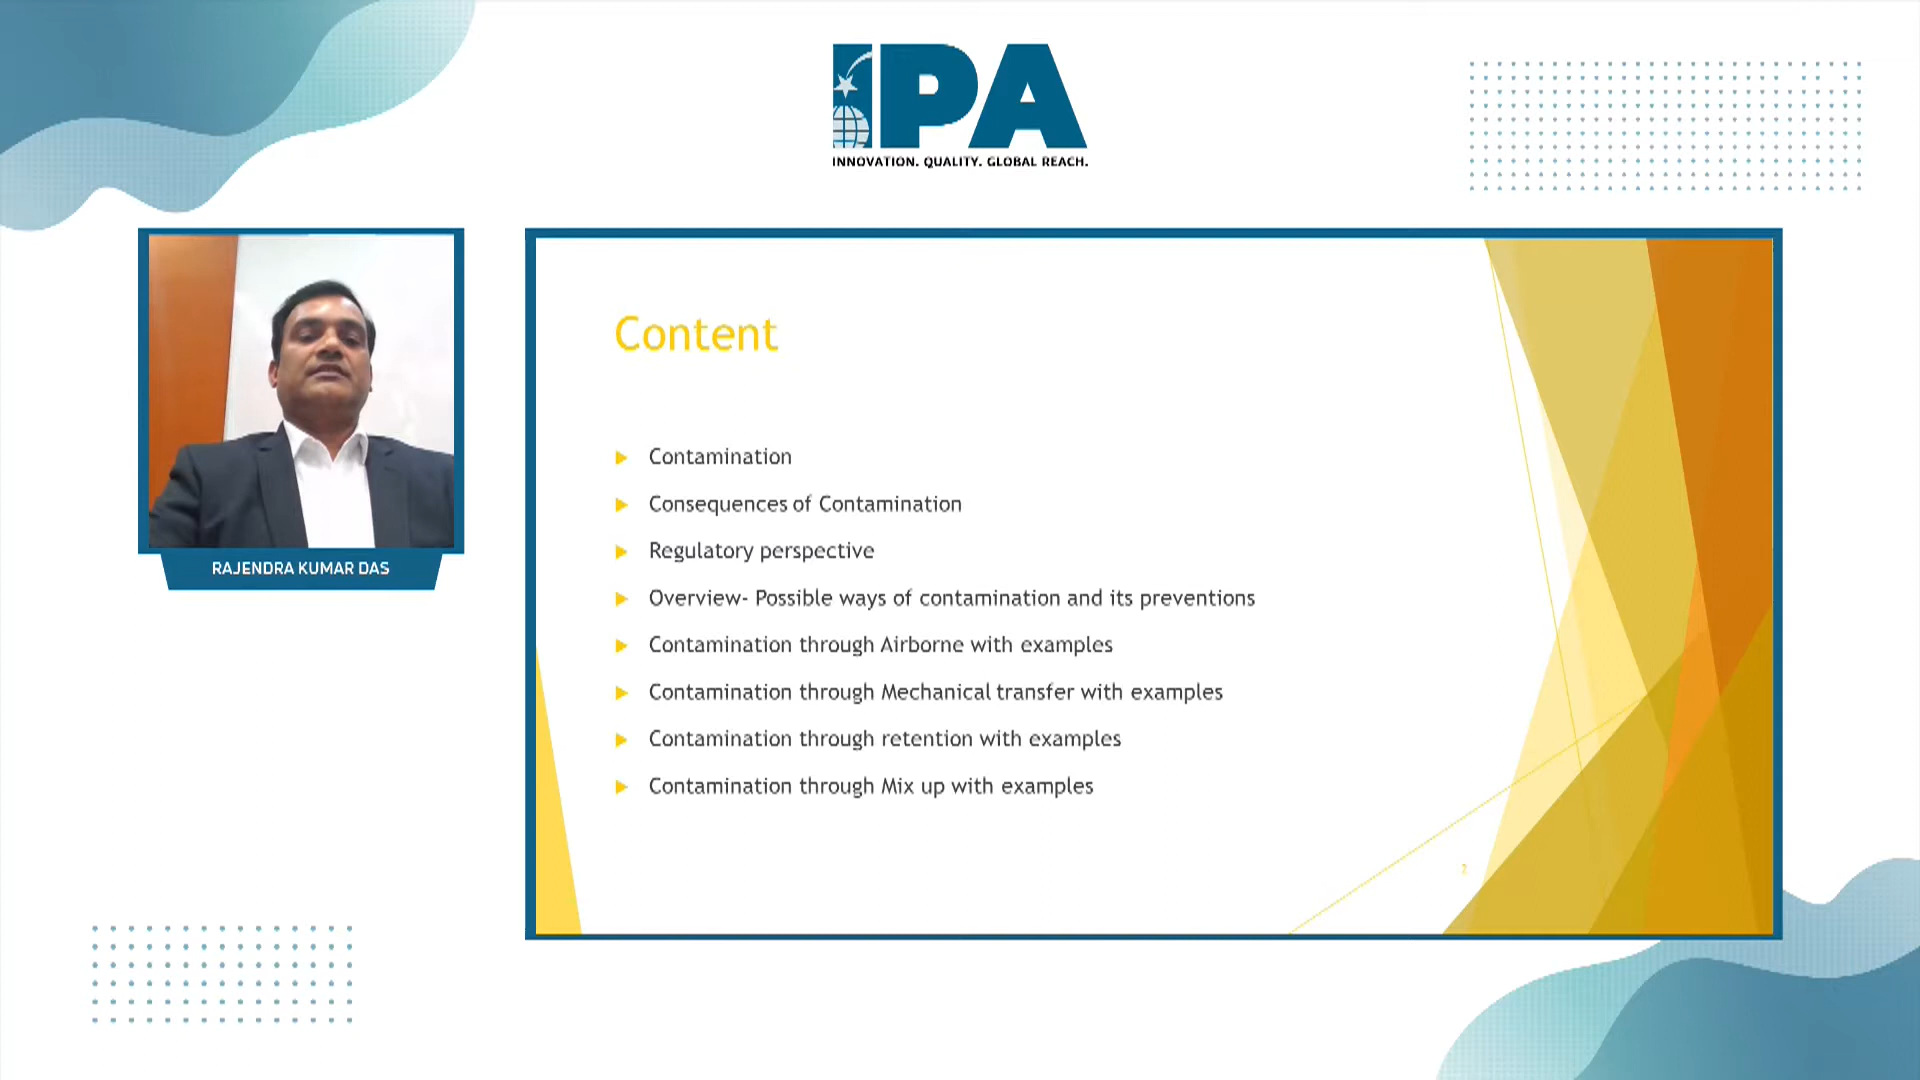 IPA
INNOVATION. QUALITY. GLOBAL REACH.
RAJENDRA KUMAR DAS
Content
Contamination
Consequences of Contamination
Regulatory perspective
Overview- Possible ways of contamination and its preventions
Contamination through Airborne with examples
Contamination through Mechanical transfer with examples
Contamination through retention with examples
Contamination through Mix up with examples
2